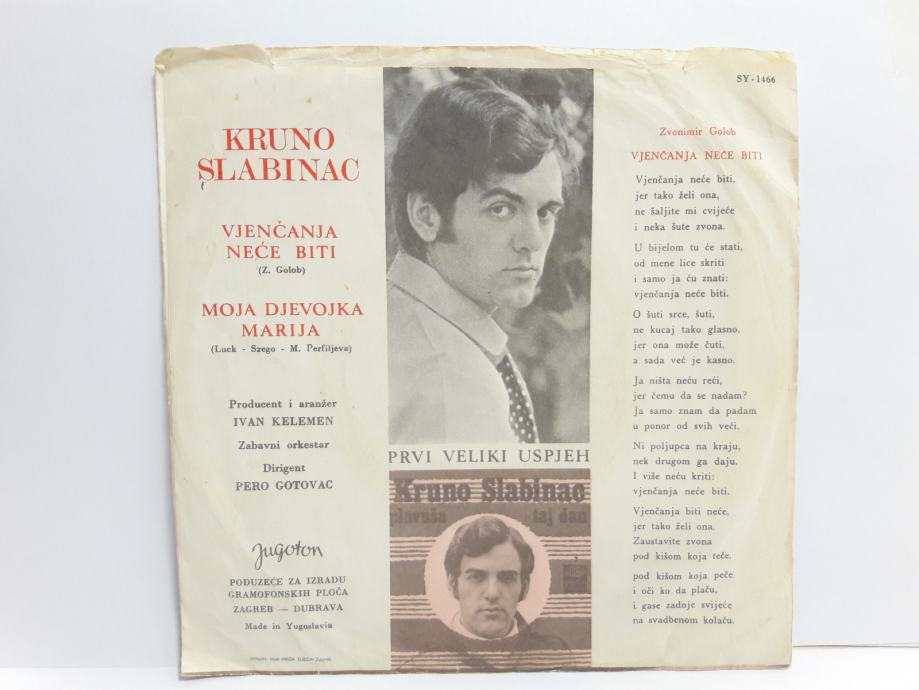 KRUNO
SLABINAC
VJENČANJA
NEĆE BITI
(Z. Golob)
MOJA DJEVOJKA
MARIJA
(Luck - Szego - M. Perfiljeva)
Producent i aranžer
IVAN KELEMEN
Zabavni orkestar
Dirigent
PERO GOTOVAC
Jugoton
PODUZEĆE ZA IZRADU
GRAMOFONSKIH PLOČA
ZAGREB — DUBRAVA
Made in Yugoslavia
PRVI VELIKI USPJEH
Kruno Slabinac
plavuša taj dan
SY-1466
Zvonimir Golob
VJENČANJA NEĆE BITI
Vjenčanja neće biti,
jer tako želi ona,
ne šaljite mi cvijeće
i neka šute zvona.
U bijelom tu će stati,
od mene lice skriti
i samo ja ću znati:
vjenčanja neće biti.
O šuti srce, šuti,
ne kucaj tako glasno,
jer ona može čuti,
a sada već je kasno.
Ja ništa neću reći,
jer čemu da se nadam?
Ja samo znam da padam
u ponor od svih veći.
Ni poljupca na kraju,
nek drugom ga daju.
I više neću kriti:
vjenčanja neće biti.
Vjenčanja biti neće,
jer tako želi ona.
Zaustavite zvona
pod kišom koja teče.
pod kišom koja peče
i oči ko da plaču,
i gase zadnje svijeće
na svadbenom kolaču.